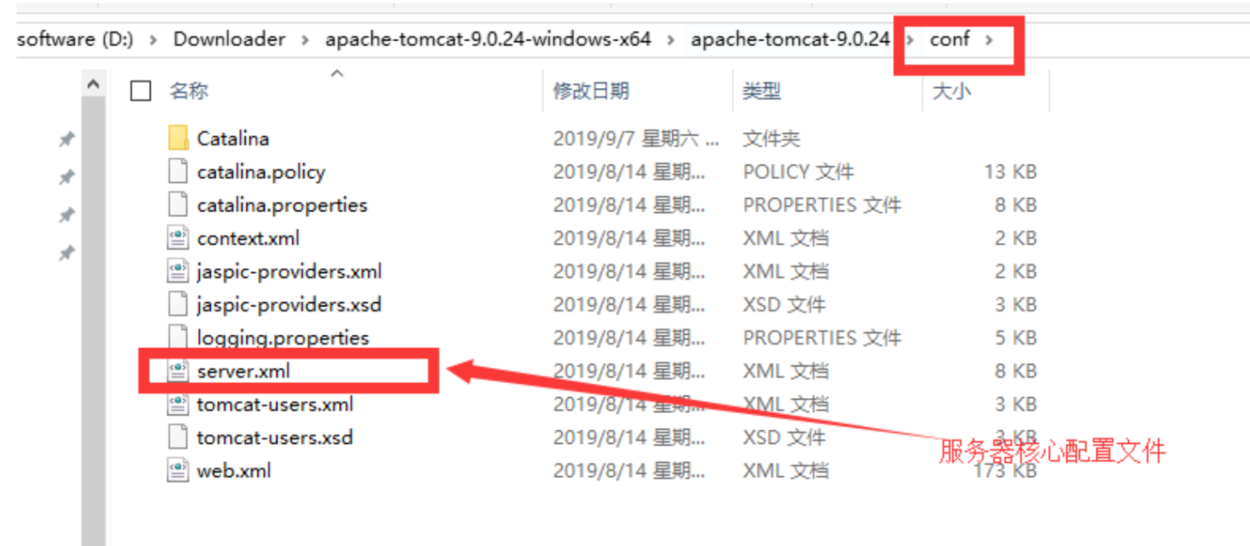 software (D:) > Downloader > apache-tomcat-9.0.24-windows-x64 > apache-tomcat-9.0.24 > conf >
名称 修改日期 类型 大小
Catalina 2019/9/7 星期六 ... 文件夹
catalina.policy 2019/8/14 星期... POLICY 文件 13 KB
catalina.properties 2019/8/14 星期... PROPERTIES 文件 8 KB
context.xml 2019/8/14 星期... XML 文档 2 KB
jaspic-providers.xml 2019/8/14 星期... XML 文档 2 KB
jaspic-providers.xsd 2019/8/14 星期... XSD 文件 3 KB
logging.properties 2019/8/14 星期... PROPERTIES 文件 5 KB
server.xml 2019/8/14 星期... XML 文档 8 KB
tomcat-users.xml 2019/8/14 星期... XML 文档 3 KB
tomcat-users.xsd 2019/8/14 星期... XSD 文件 3 KB
服务器核心配置文件
web.xml 2019/8/14 星期... XML 文档 173 KB